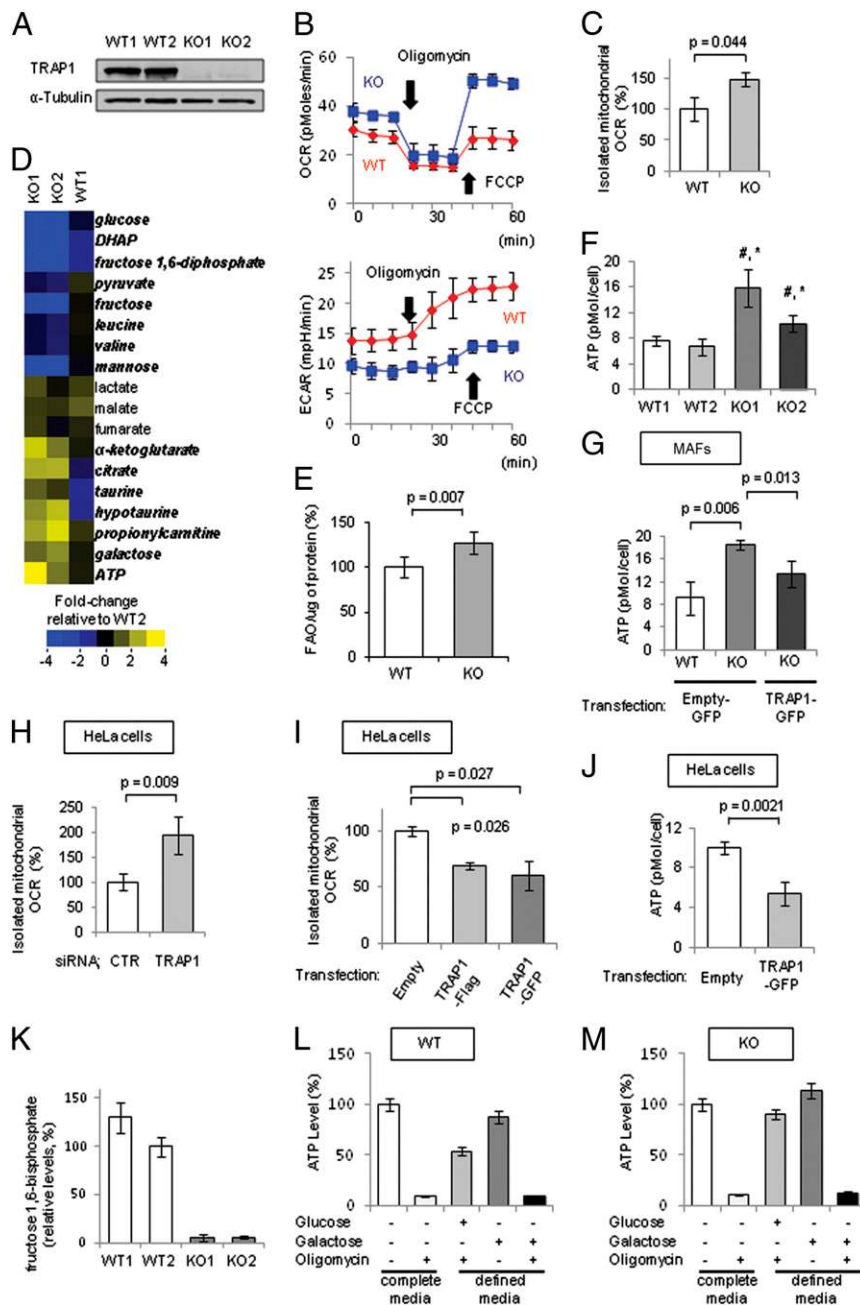 A
WT1 WT2 KO1 KO2
TRAP1
α-Tubulin
B
OCR (pMoles/min)
60
40
20
0
Oligomycin
KO
WT
FCCP
0 30 60
(min)
ECAR (mpH/min)
30
25
20
15
10
5
0
Oligomycin
WT
KO
FCCP
0 30 60
(min)
C
p = 0.044
Isolated mitochondrial
OCR (%)
150
100
50
0
WT KO
D
KO1
KO2
WT1
glucose
DHAP
fructose 1,6-diphosphate
pyruvate
fructose
leucine
valine
mannose
lactate
malate
fumarate
α-ketoglutarate
citrate
taurine
hypotaurine
propionylcarnitine
galactose
ATP
Fold-change
relative to WT2
-4 -2 0 2 4
E
p = 0.007
FAO/ug of protein (%)
150
100
50
0
WT KO
F
ATP (pMol/cell)
20
16
12
8
4
0
#, *
#, *
WT1 WT2 KO1 KO2
G
MAFs
p = 0.013
p = 0.006
ATP (pMol/cell)
20
16
12
8
4
0
WT KO KO
Transfection:
Empty-
GFP
TRAP1-
GFP
H
HeLa cells
p = 0.009
Isolated mitochondrial
OCR (%)
250
200
150
100
50
0
siRNA; CTR TRAP1
I
HeLa cells
p = 0.027
p = 0.026
Isolated mitochondrial
OCR (%)
100
50
0
Transfection:
Empty
TRAP1
-Flag
TRAP1
-GFP
J
HeLa cells
p = 0.0021
ATP (pMol/cell)
12
8
4
0
Transfection: Empty TRAP1
-GFP
K
fructose 1,6-bisphosphate
(relative levels, %)
150
100
50
0
WT1 WT2 KO1 KO2
L
WT
ATP Level (%)
150
100
50
0
Glucose - - + - -
Galactose - - - + +
Oligomycin - + + - +
complete
media
defined
media
M
KO
ATP Level (%)
150
100
50
0
Glucose - - + - -
Galactose - - - + +
Oligomycin - + + - +
complete
media
defined
media